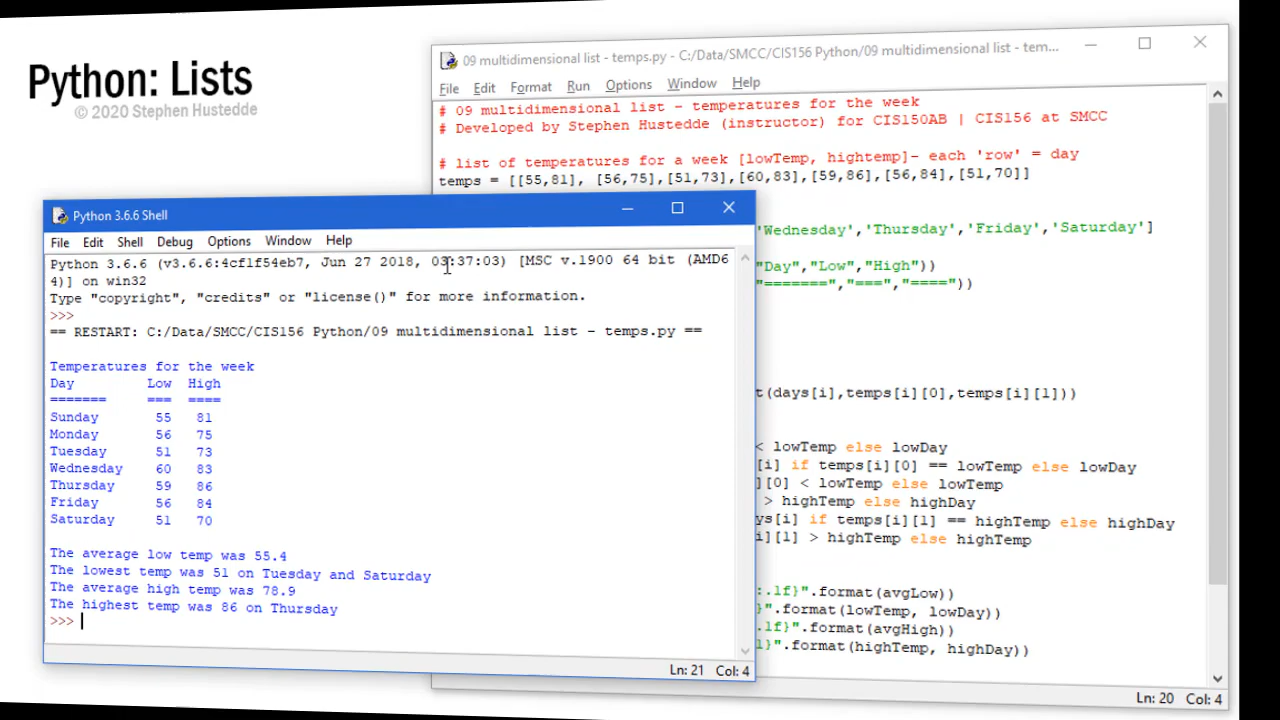 Python: Lists
© 2020 Stephen Hustedde
09 multidimensional list - temps.py - C:/Data/SMCC/CIS156 Python/09 multidimensional list - tem...
File Edit Format Run Options Window Help
# 09 multidimensional list - temperatures for the week
# Developed by Stephen Hustedde (instructor) for CIS150AB | CIS156 at SMCC
# list of temperatures for a week [lowTemp, hightemp]- each 'row' = day
temps = [[55,81], [56,75],[51,73],[60,83],[59,86],[56,84],[51,70]]
'Wednesday','Thursday','Friday','Saturday']
"Day","Low","High"))
"=======","===","===="))
t(days[i],temps[i][0],temps[i][1]))
< lowTemp else lowDay
[i] if temps[i][0] == lowTemp else lowDay
][0] < lowTemp else lowTemp
> highTemp else highDay
ys[i] if temps[i][1] == highTemp else highDay
i][1] > highTemp else highTemp
:.1f}".format(avgLow))
}".format(lowTemp, lowDay))
.1f}".format(avgHigh))
}".format(highTemp, highDay))
Ln: 20 Col: 4
Python 3.6.6 Shell
File Edit Shell Debug Options Window Help
Python 3.6.6 (v3.6.6:4cf1f54eb7, Jun 27 2018, 03:37:03) [MSC v.1900 64 bit (AMD6
4)] on win32
Type "copyright", "credits" or "license()" for more information.
>>>
== RESTART: C:/Data/SMCC/CIS156 Python/09 multidimensional list - temps.py ==
Temperatures for the week
Day Low High
======= === ====
Sunday 55 81
Monday 56 75
Tuesday 51 73
Wednesday 60 83
Thursday 59 86
Friday 56 84
Saturday 51 70
The average low temp was 55.4
The lowest temp was 51 on Tuesday and Saturday
The average high temp was 78.9
The highest temp was 86 on Thursday
>>>
Ln: 21 Col: 4